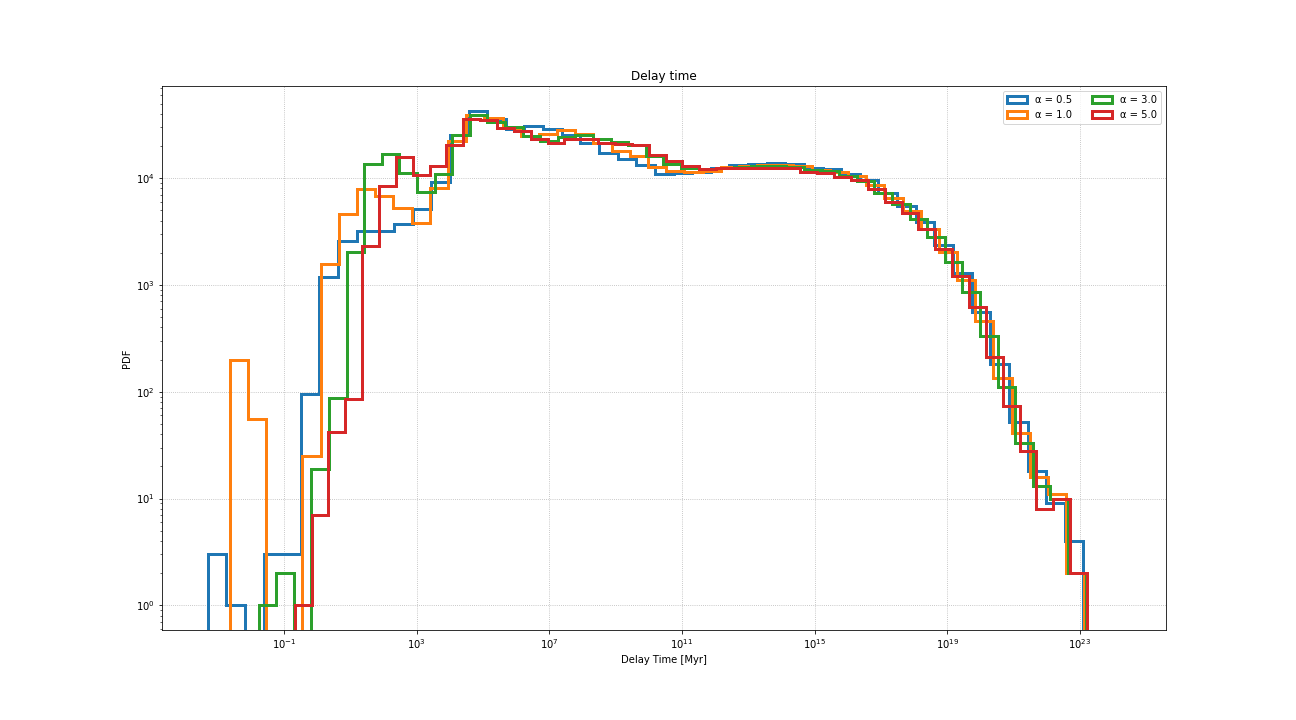 Delay time
α = 0.5 α = 3.0
α = 1.0 α = 5.0
PDF
10⁴
10³
10²
10¹
10⁰
10⁻¹ 10³ 10⁷ 10¹¹ 10¹⁵ 10¹⁹ 10²³
Delay Time [Myr]